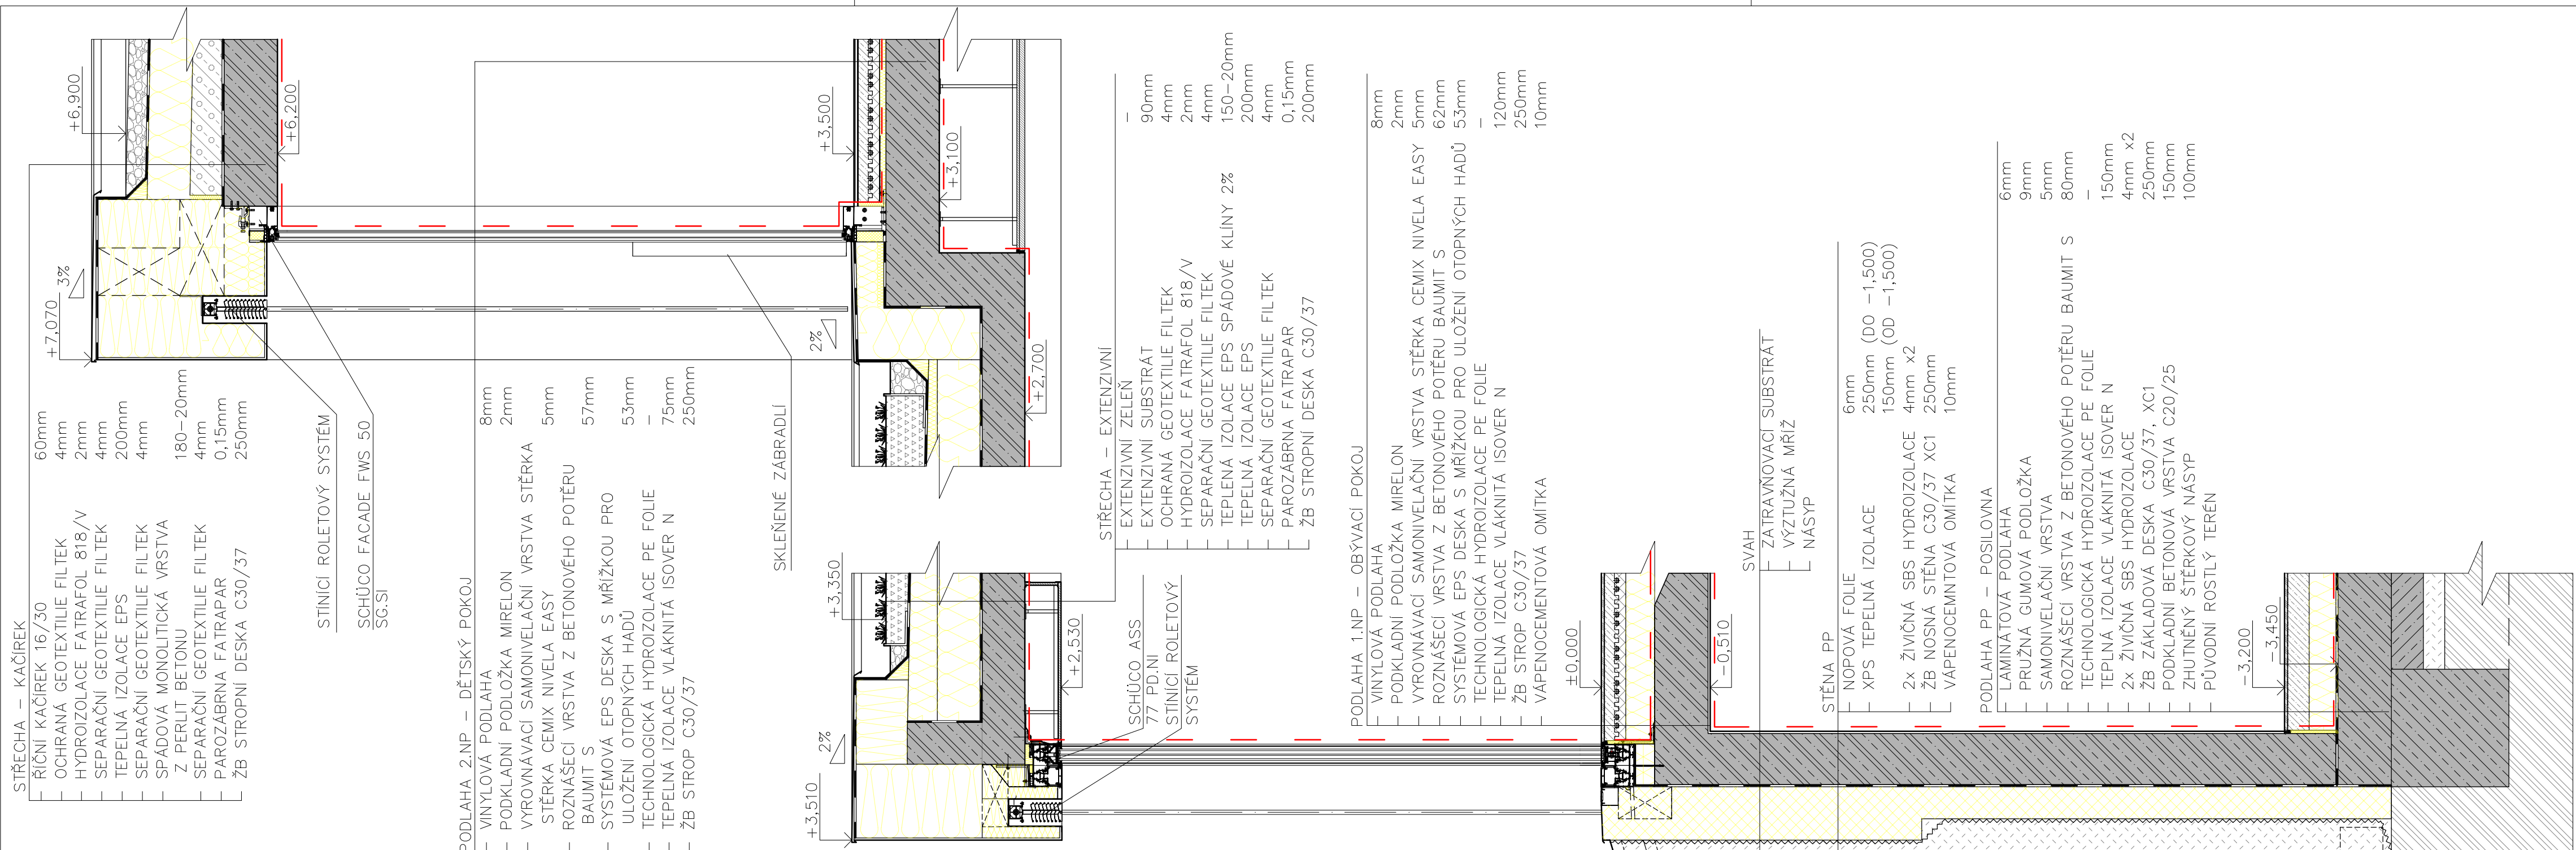 STŘECHA – KAČÍREK
– ŘÍČNÍ KAČÍREK 16/30 60mm
– OCHRANÁ GEOTEXTILIE FILTEK 4mm
– HYDROIZOLACE FATRAFOL 818/V 2mm
– SEPARAČNÍ GEOTEXTILIE FILTEK 4mm
– TEPELNÁ IZOLACE EPS 200mm
– SEPARAČNÍ GEOTEXTILIE FILTEK 4mm
– SPÁDOVÁ MONOLITICKÁ VRSTVA
Z PERLIT BETONU 180–20mm
– SEPARAČNÍ GEOTEXTILIE FILTEK 4mm
– PAROZÁBRNA FATRAPAR 0,15mm
– ŽB STROPNÍ DESKA C30/37 250mm
+6,900
+7,070
3%
+6,200
STÍNÍCÍ ROLETOVÝ SYSTÉM
SCHÜCO FACADE FWS 50
SG.SI
PODLAHA 2.NP – DĚTSKÝ POKOJ
– VINYLOVÁ PODLAHA 8mm
– PODKLADNÍ PODLOŽKA MIRELON 2mm
– VYROVNÁVACÍ SAMONIVELAČNÍ VRSTVA STĚRKA
STĚRKA CEMIX NIVELA EASY 5mm
– ROZNÁŠECÍ VRSTVA Z BETONOVÉHO POTĚRU
BAUMIT S 57mm
– SYSTÉMOVÁ EPS DESKA S MŘÍŽKOU PRO
ULOŽENÍ OTOPNÝCH HADŮ 53mm
– TECHNOLOGICKÁ HYDROIZOLACE PE FOLIE –
– TEPELNÁ IZOLACE VLÁKNITÁ ISOVER N 75mm
– ŽB STROP C30/37 250mm
SKLEŇENÉ ZÁBRADLÍ
+3,500
+3,100
2%
+2,700
+3,350
+2,530
2%
+3,510
STŘECHA – EXTENZIVNÍ
– EXTENZIVNÍ ZELEŇ –
– EXTENZIVNÍ SUBSTRÁT 90mm
– OCHRANÁ GEOTEXTILIE FILTEK 4mm
– HYDROIZOLACE FATRAFOL 818/V 2mm
– SEPARAČNÍ GEOTEXTILIE FILTEK 4mm
– TEPLENÁ IZOLACE EPS SPÁDOVÉ KLÍNY 2% 150–20mm
– TEPELNÁ IZOLACE EPS 200mm
– SEPARAČNÍ GEOTEXTILIE FILTEK 4mm
– PAROZÁBRNA FATRAPAR 0,15mm
– ŽB STROPNÍ DESKA C30/37 200mm
SCHÜCO ASS
77 PD.NI
STÍNÍCÍ ROLETOVÝ
SYSTÉM
PODLAHA 1.NP – OBÝVACÍ POKOJ
– VINYLOVÁ PODLAHA 8mm
– PODKLADNÍ PODLOŽKA MIRELON 2mm
– VYROVNÁVACÍ SAMONIVELAČNÍ VRSTVA STĚRKA CEMIX NIVELA EASY 5mm
– ROZNÁŠECÍ VRSTVA Z BETONOVÉHO POTĚRU BAUMIT S 62mm
– SYSTÉMOVÁ EPS DESKA S MŘÍŽKOU PRO ULOŽENÍ OTOPNÝCH HADŮ 53mm
– TECHNOLOGICKÁ HYDROIZOLACE PE FOLIE –
– TEPELNÁ IZOLACE VLÁKNITÁ ISOVER N 120mm
– ŽB STROP C30/37 250mm
– VÁPENOCEMENTOVÁ OMÍTKA 10mm
±0,000
–0,510
SVAH
– ZATRAVŇOVACÍ SUBSTRÁT
– VÝZTUŽNÁ MŘÍŽ
– NÁSYP
STĚNA PP
– NOPOVÁ FOLIE 6mm
– XPS TEPELNÁ IZOLACE 250mm (DO –1,500)
150mm (OD –1,500)
– 2x ŽIVIČNÁ SBS HYDROIZOLACE 4mm x2
– ŽB NOSNÁ STĚNA C30/37 XC1 250mm
– VÁPENOCEMNTOVÁ OMÍTKA 10mm
PODLAHA PP – POSILOVNA
– LAMINÁTOVÁ PODLAHA 6mm
– PRUŽNÁ GUMOVÁ PODLOŽKA 9mm
– SAMONIVELAČNÍ VRSTVA 5mm
– ROZNÁŠECÍ VRSTVA Z BETONOVÉHO POTĚRU BAUMIT S 80mm
– TECHNOLOGICKÁ HYDROIZOLACE PE FOLIE –
– TEPLNÁ IZOLACE VLÁKNITÁ ISOVER N 150mm
– 2x ŽIVIČNÁ SBS HYDROIZOLACE 4mm x2
– ŽB ZÁKLADOVÁ DESKA C30/37, XC1 250mm
– PODKLADNÍ BETONOVÁ VRSTVA C20/25 150mm
– ZHUTNĚNÝ ŠTĚRKOVÝ NÁSYP 100mm
– PŮVODNÍ ROSTLÝ TERÉN
–3,200
–3,450